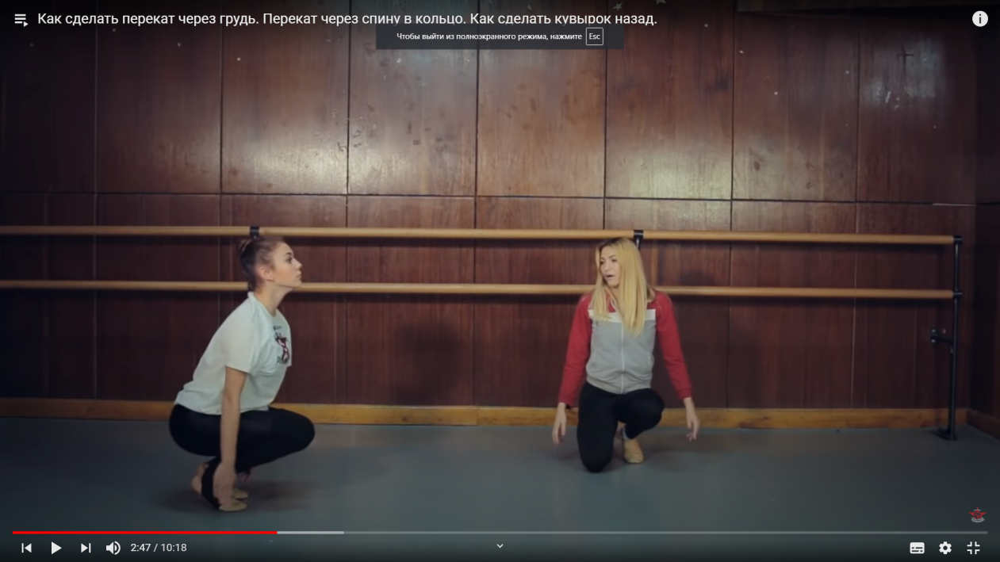 Как сделать перекат через грудь. Перекат через спину в кольцо. Как сделать кувырок назад.
Чтобы выйти из полноэкранного режима, нажмите Esc
2:47 / 10:18